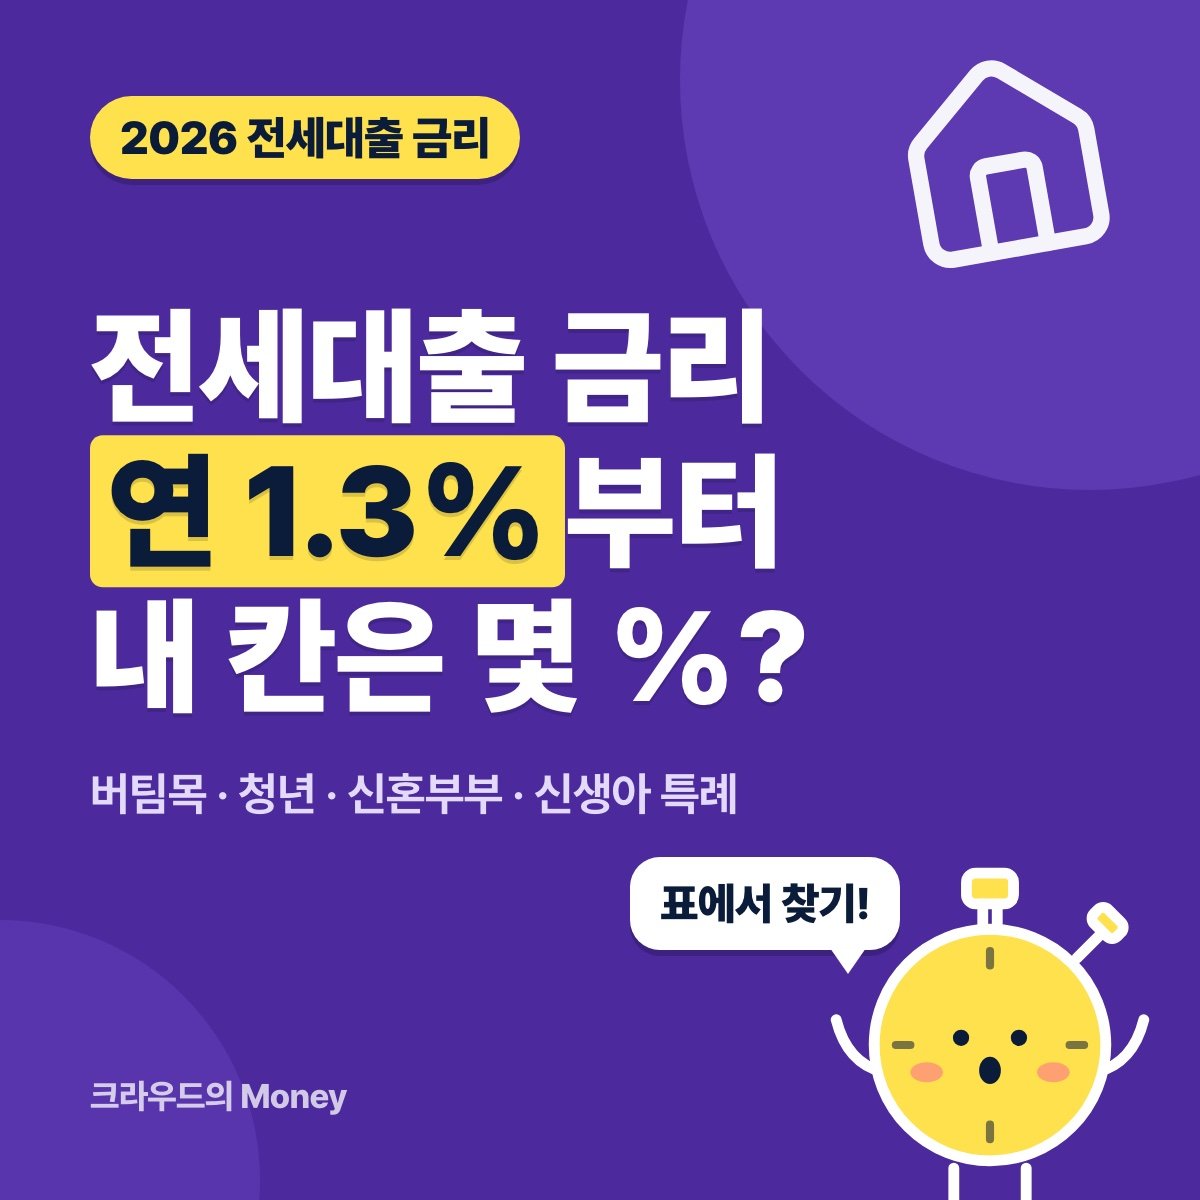 2026 전세대출 금리
전세대출 금리
연 1.3%부터
내 칸은 몇 %?
버팀목 · 청년 · 신혼부부 · 신생아 특례
표에서 찾기!
크라우드의 Money